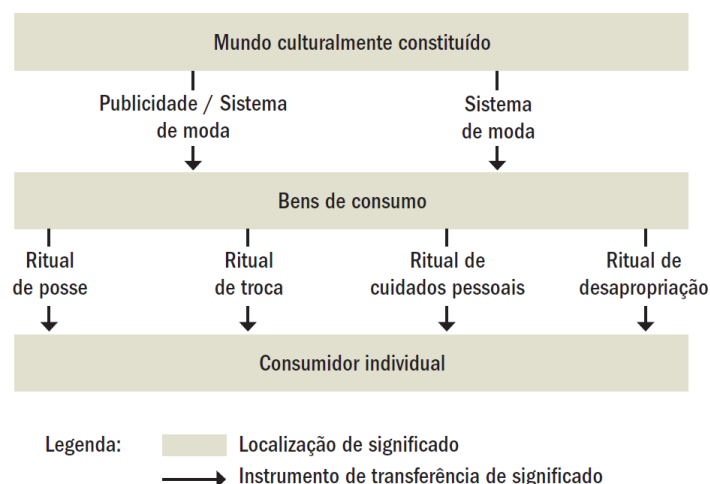 Mundo culturalmente constituído
Publicidade / Sistema
de moda
Sistema
de moda
Bens de consumo
Ritual
de posse
Ritual
de troca
Ritual de
cuidados pessoais
Ritual de
desapropriação
Consumidor individual
Legenda:
Localização de significado
Instrumento de transferência de significado